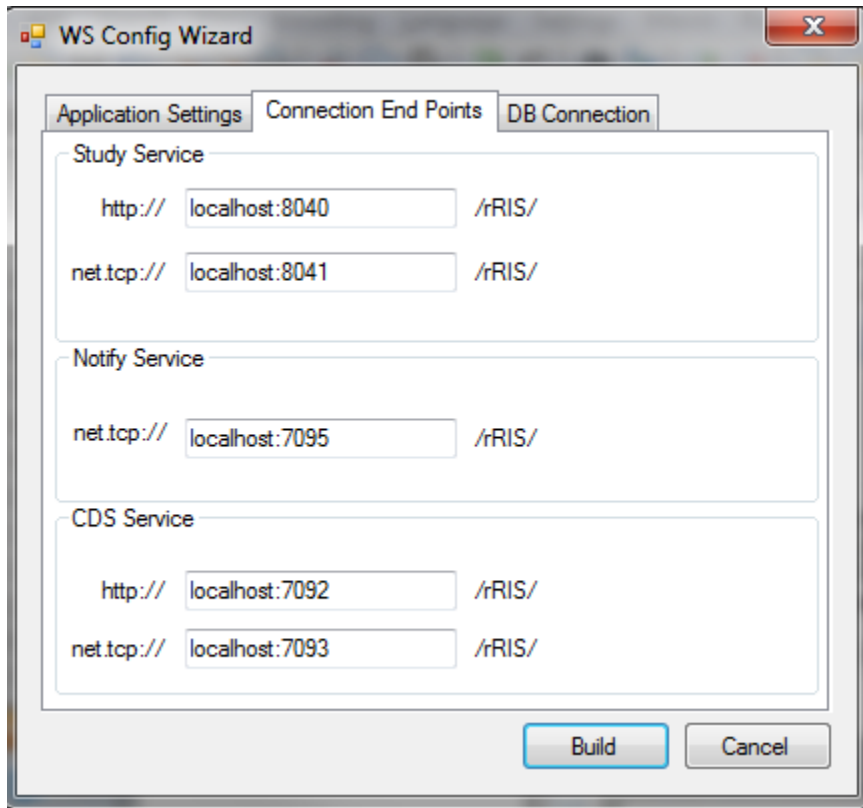 WS Config Wizard
Application Settings Connection End Points DB Connection
Study Service
http:// localhost:8040 /rRIS/
net.tcp:// localhost:8041 /rRIS/
Notify Service
net.tcp:// localhost:7095 /rRIS/
CDS Service
http:// localhost:7092 /rRIS/
net.tcp:// localhost:7093 /rRIS/
Build Cancel